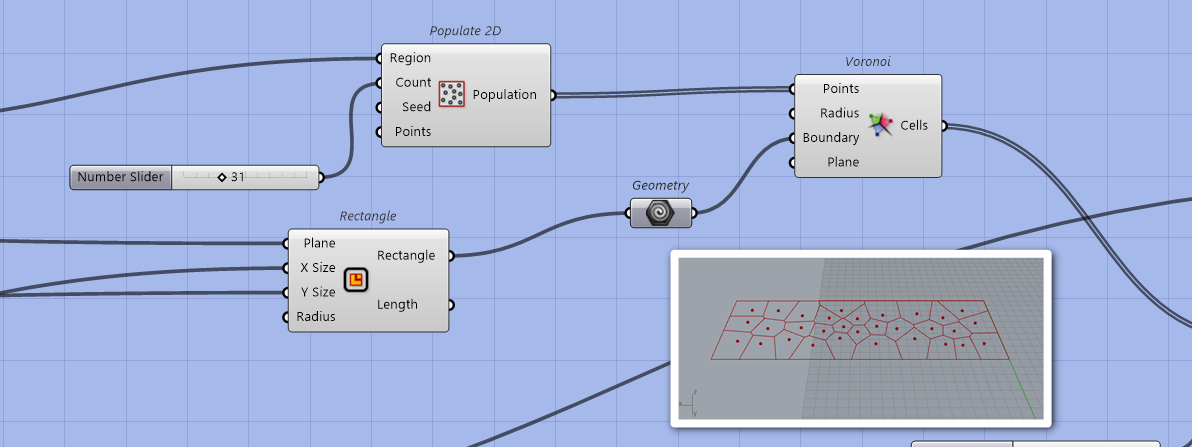 Populate 2D
Region
Count
Seed
Points
Population
Voronoi
Points
Radius
Boundary
Plane
Cells
Number Slider
31
Geometry
Rectangle
Plane
X Size
Y Size
Radius
Rectangle
Length